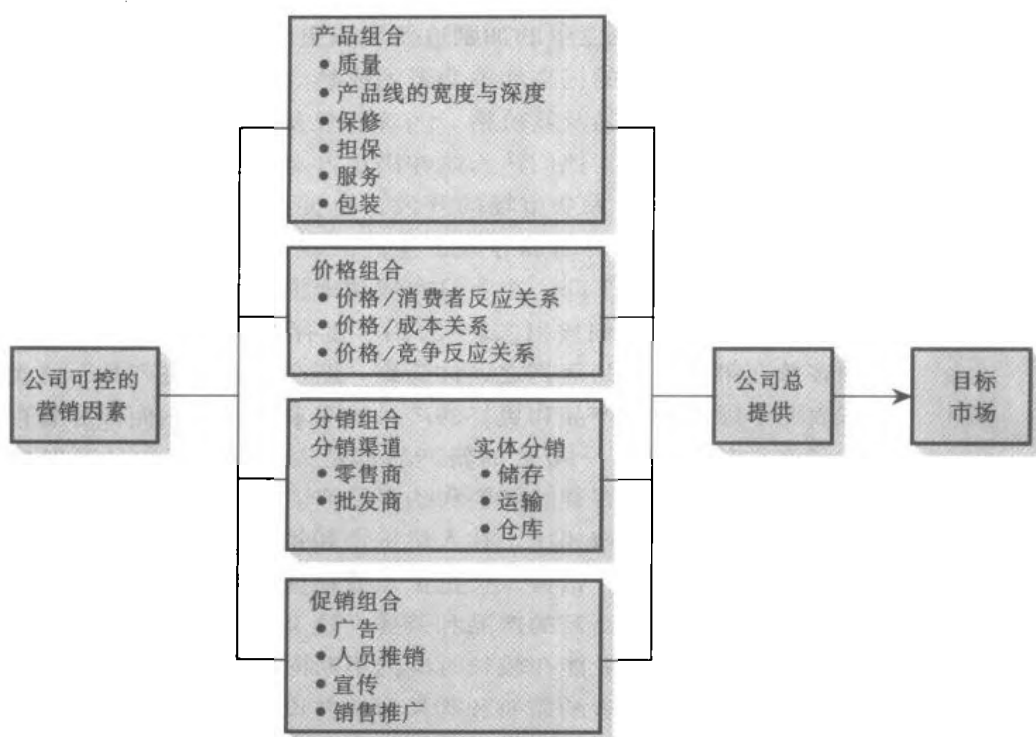 公司可控的
营销因素
产品组合
• 质量
• 产品线的宽度与深度
• 保修
• 担保
• 服务
• 包装
价格组合
• 价格/消费者反应关系
• 价格/成本关系
• 价格/竞争反应关系
分销组合
分销渠道
• 零售商
• 批发商
实体分销
• 储存
• 运输
• 仓库
促销组合
• 广告
• 人员推销
• 宣传
• 销售推广
公司总
提供
目标
市场